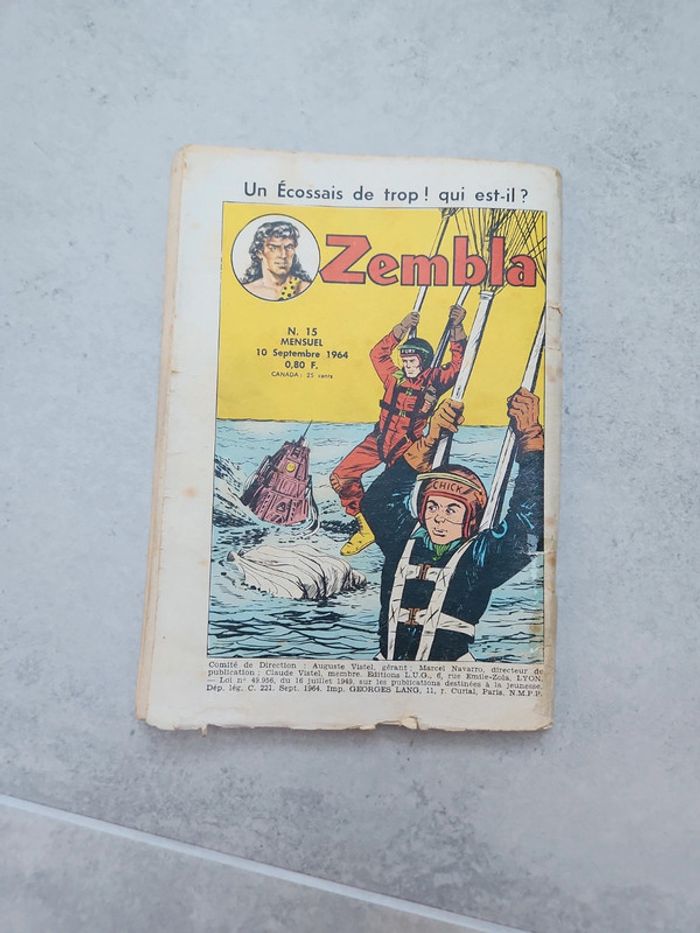 Un Écossais de trop ! qui est-il ?
Zembla
N. 15
MENSUEL
10 Septembre 1964
0,80 F.
CANADA : 25 cents
FURY
CHICK
Comité de Direction : Auguste Vistel, gérant ; Marcel Navarro, directeur de
publication ; Claude Vistel, membre. Editions L.U.G., 6, rue Emile-Zola, LYON.
— Loi n° 49.956, du 16 juillet 1949, sur les publications destinées à la jeunesse.
Dép. lég. C. 221. Sept. 1964. Imp. GEORGES LANG, 11, r. Curial, Paris. N.M.P.P.